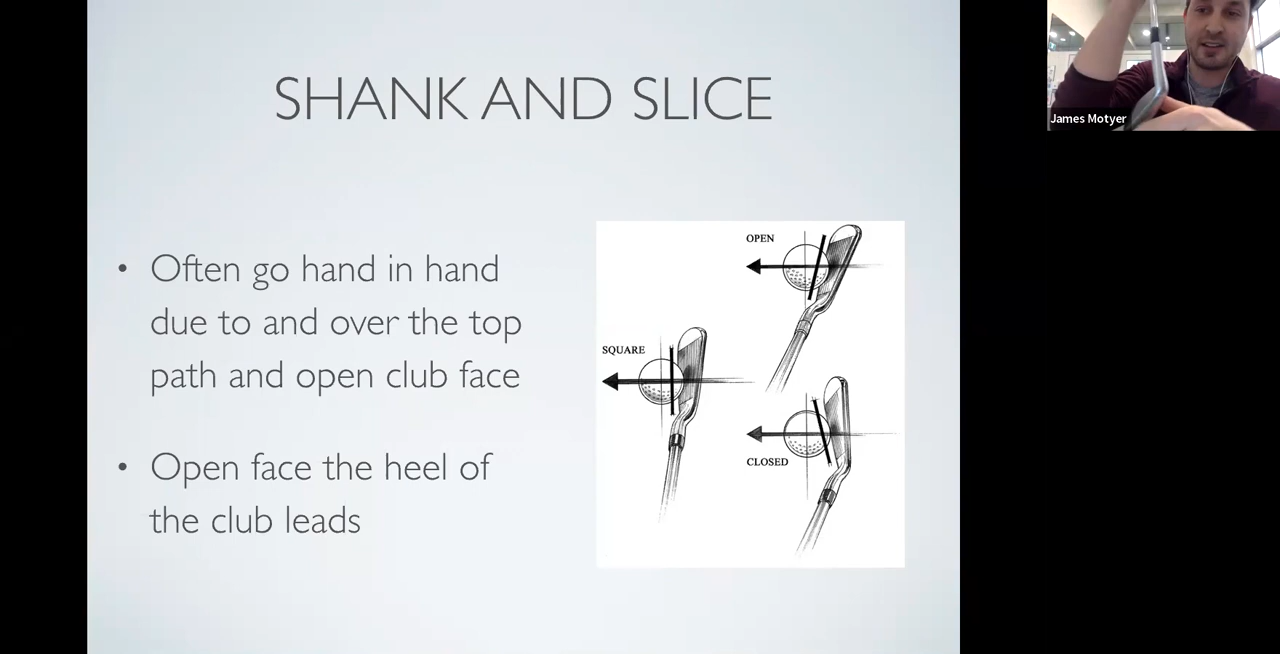 SHANK AND SLICE
• Often go hand in hand
due to and over the top
path and open club face
• Open face the heel of
the club leads
OPEN
SQUARE
CLOSED
James Motyer